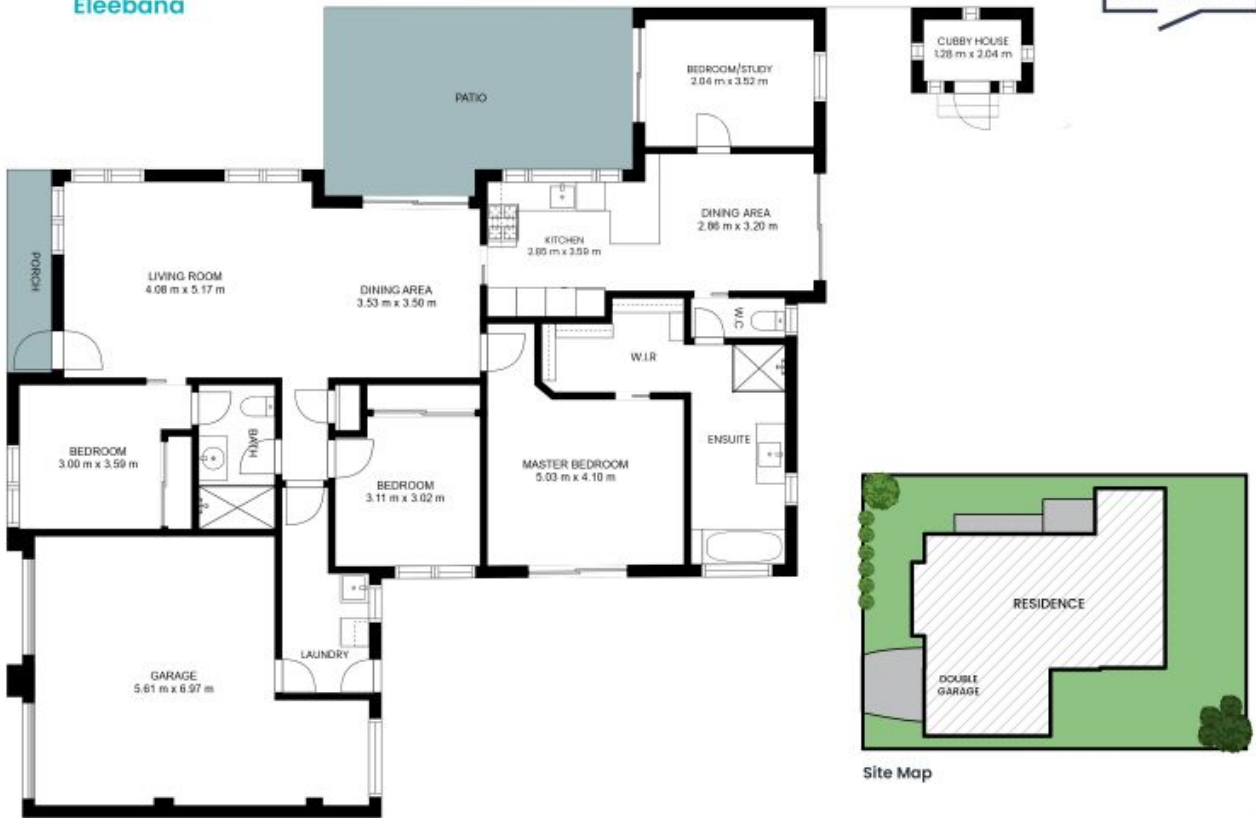 Eleebana
CUBBY HOUSE
1.28 m x 2.04 m
BEDROOM/STUDY
2.04 m x 3.52 m
PATIO
DINING AREA
2.86 m x 3.20 m
KITCHEN
2.85 m x 3.59 m
PORCH
LIVING ROOM
4.08 m x 5.17 m
DINING AREA
3.53 m x 3.50 m
W.C
W.I.R
BEDROOM
3.00 m x 3.59 m
BATH
BEDROOM
3.11 m x 3.02 m
MASTER BEDROOM
5.03 m x 4.10 m
ENSUITE
LAUNDRY
GARAGE
5.61 m x 6.97 m
RESIDENCE
DOUBLE
GARAGE
Site Map